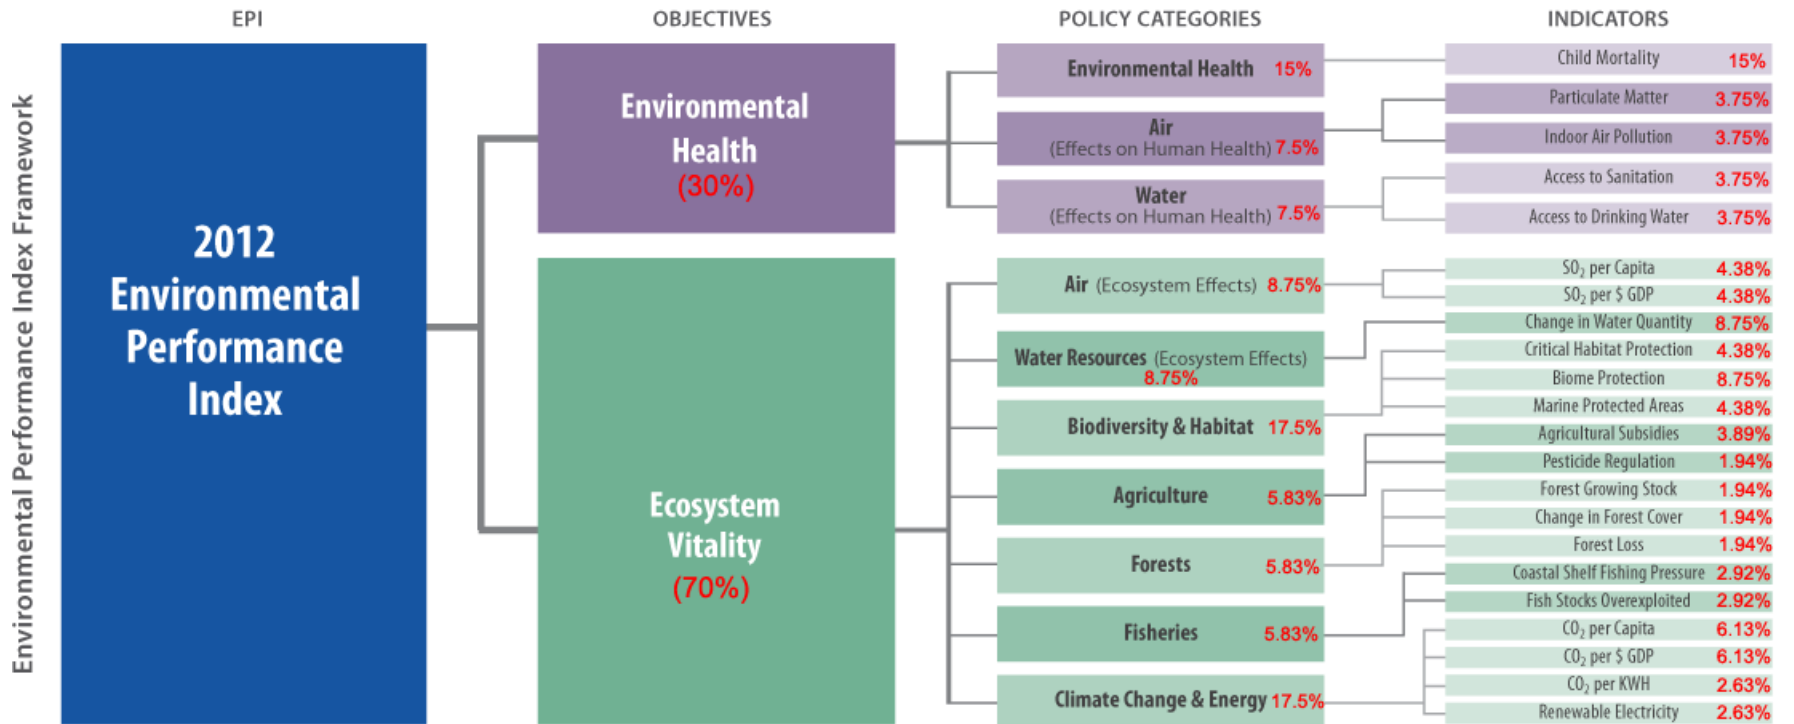 EPI
OBJECTIVES
POLICY CATEGORIES
INDICATORS
Environmental Performance Index Framework
2012
Environmental
Performance
Index
Environmental
Health
(30%)
Ecosystem
Vitality
(70%)
Environmental Health 15%
Air
(Effects on Human Health) 7.5%
Water
(Effects on Human Health) 7.5%
Air (Ecosystem Effects) 8.75%
Water Resources (Ecosystem Effects)
8.75%
Biodiversity & Habitat 17.5%
Agriculture 5.83%
Forests 5.83%
Fisheries 5.83%
Climate Change & Energy 17.5%
Child Mortality 15%
Particulate Matter 3.75%
Indoor Air Pollution 3.75%
Access to Sanitation 3.75%
Access to Drinking Water 3.75%
SO₂ per Capita 4.38%
SO₂ per $ GDP 4.38%
Change in Water Quantity 8.75%
Critical Habitat Protection 4.38%
Biome Protection 8.75%
Marine Protected Areas 4.38%
Agricultural Subsidies 3.89%
Pesticide Regulation 1.94%
Forest Growing Stock 1.94%
Change in Forest Cover 1.94%
Forest Loss 1.94%
Coastal Shelf Fishing Pressure 2.92%
Fish Stocks Overexploited 2.92%
CO₂ per Capita 6.13%
CO₂ per $ GDP 6.13%
CO₂ per KWH 2.63%
Renewable Electricity 2.63%